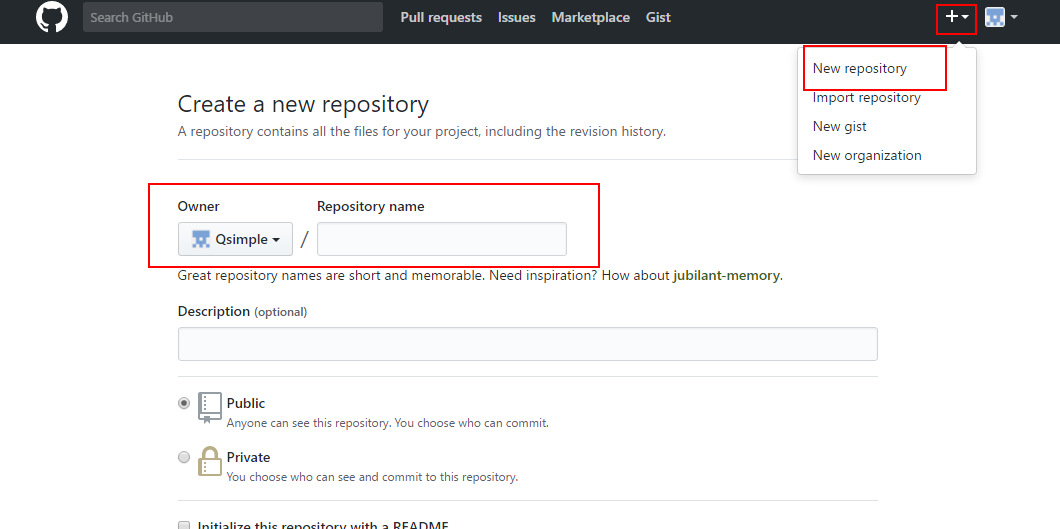 Search GitHub
Pull requests
Issues
Marketplace
Gist
New repository
Import repository
New gist
New organization
Create a new repository
A repository contains all the files for your project, including the revision history.
Owner
Repository name
Qsimple /
Great repository names are short and memorable. Need inspiration? How about jubilant-memory.
Description (optional)
Public
Anyone can see this repository. You choose who can commit.
Private
You choose who can see and commit to this repository.
Initialize this repository with a README